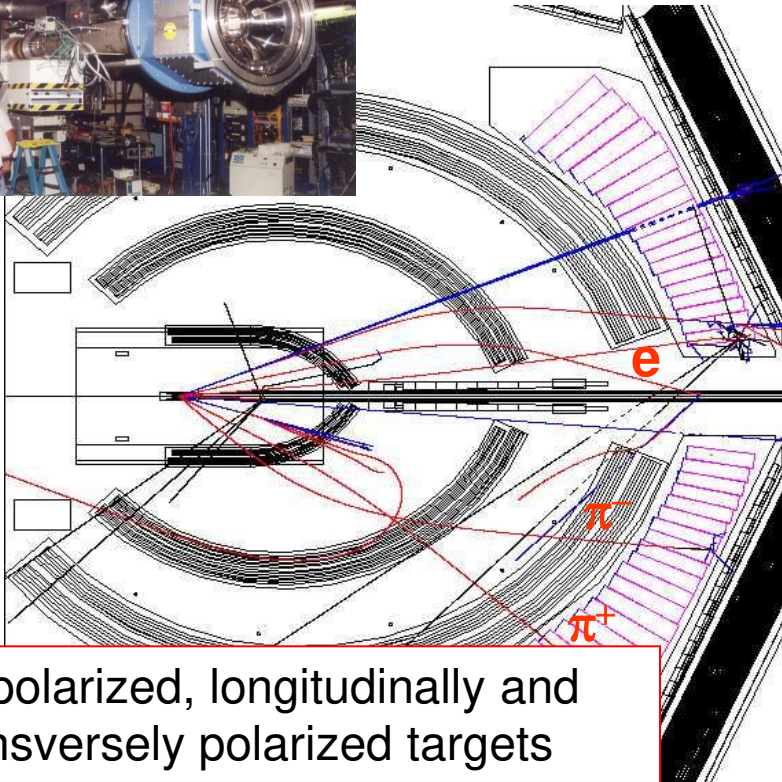 e
π⁻
π⁺
polarized, longitudinally and
nsversely polarized targets